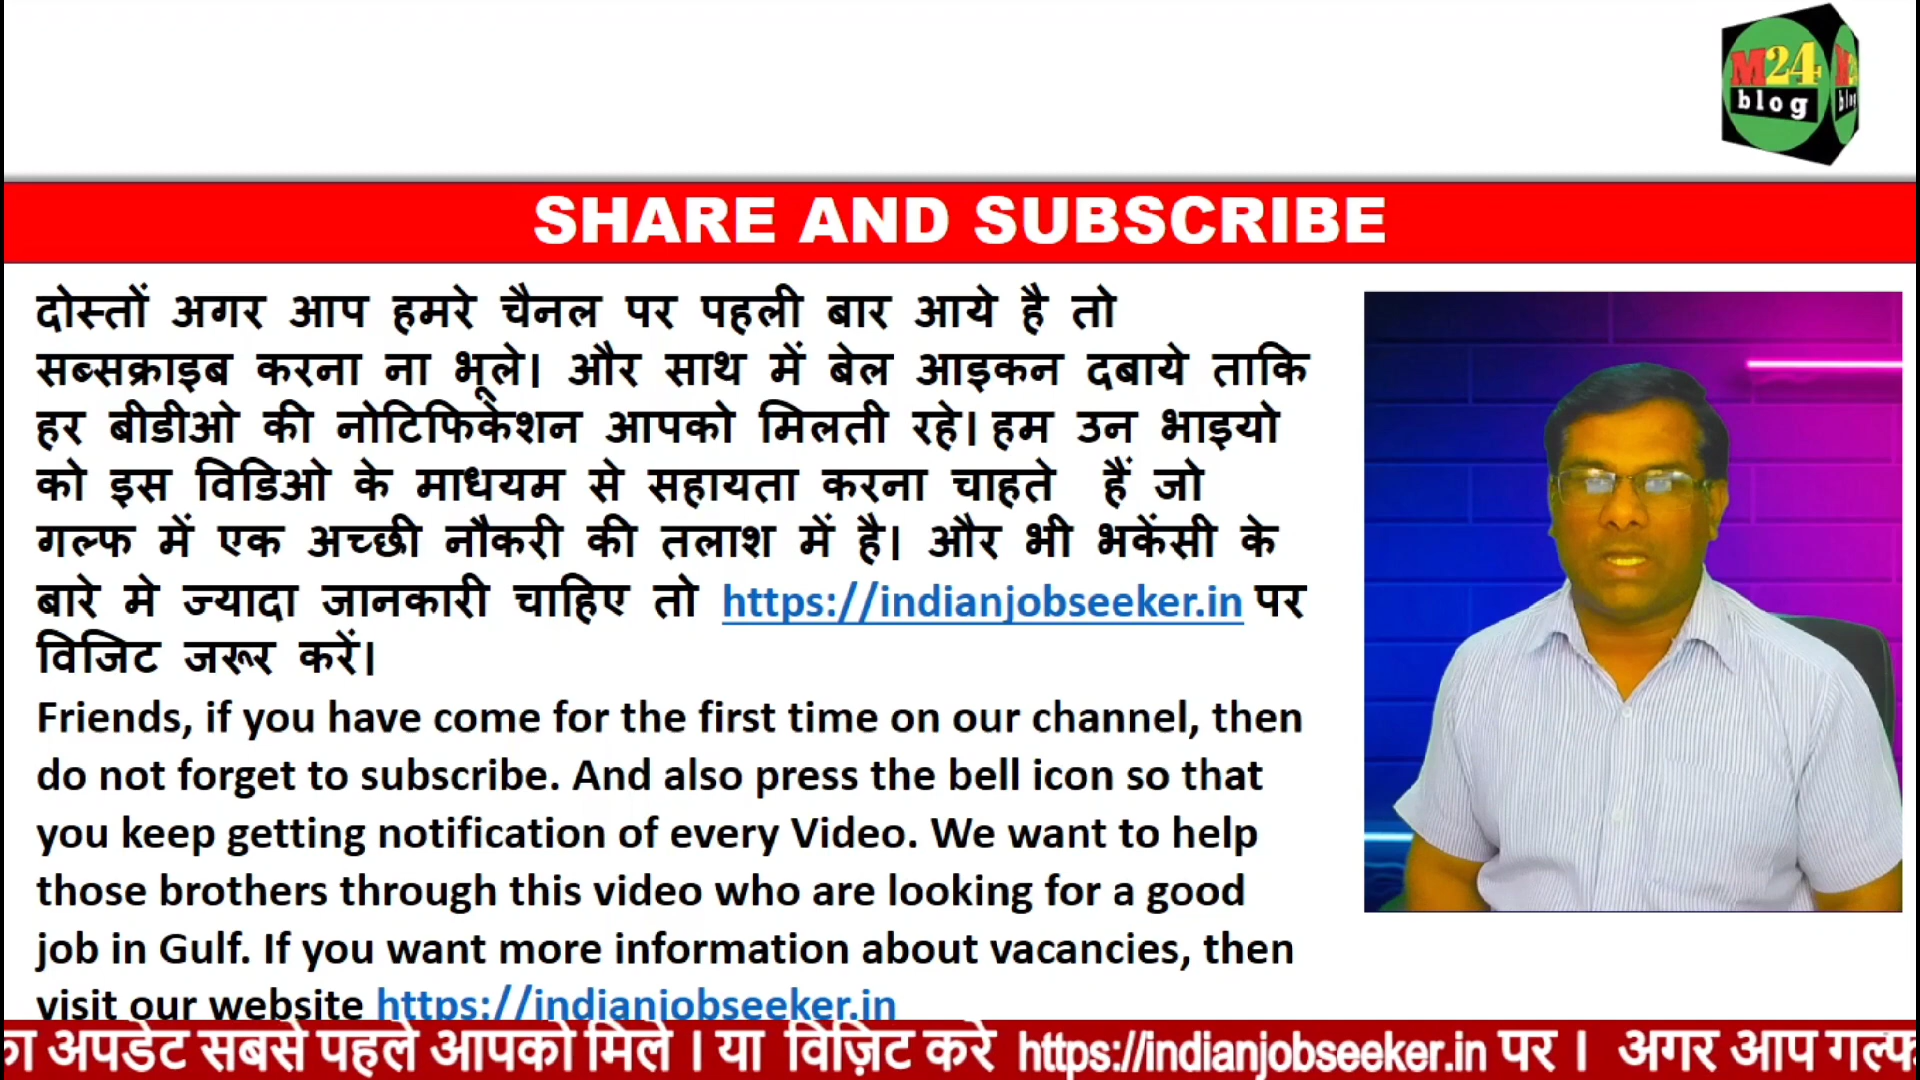 M24
blog
SHARE AND SUBSCRIBE
दोस्तों अगर आप हमरे चैनल पर पहली बार आये है तो
सब्सक्राइब करना ना भूले। और साथ में बेल आइकन दबाये ताकि
हर बीडीओ की नोटिफिकेशन आपको मिलती रहे। हम उन भाइयो
को इस विडिओ के माधयम से सहायता करना चाहते हैं जो
गल्फ में एक अच्छी नौकरी की तलाश में है। और भी भकेंसी के
बारे मे ज्यादा जानकारी चाहिए तो https://indianjobseeker.in पर
विजिट जरूर करें।
Friends, if you have come for the first time on our channel, then
do not forget to subscribe. And also press the bell icon so that
you keep getting notification of every Video. We want to help
those brothers through this video who are looking for a good
job in Gulf. If you want more information about vacancies, then
visit our website https://indianjobseeker.in
का अपडेट सबसे पहले आपको मिले । या विज़िट करे https://indianjobseeker.in पर । अगर आप गल्फ